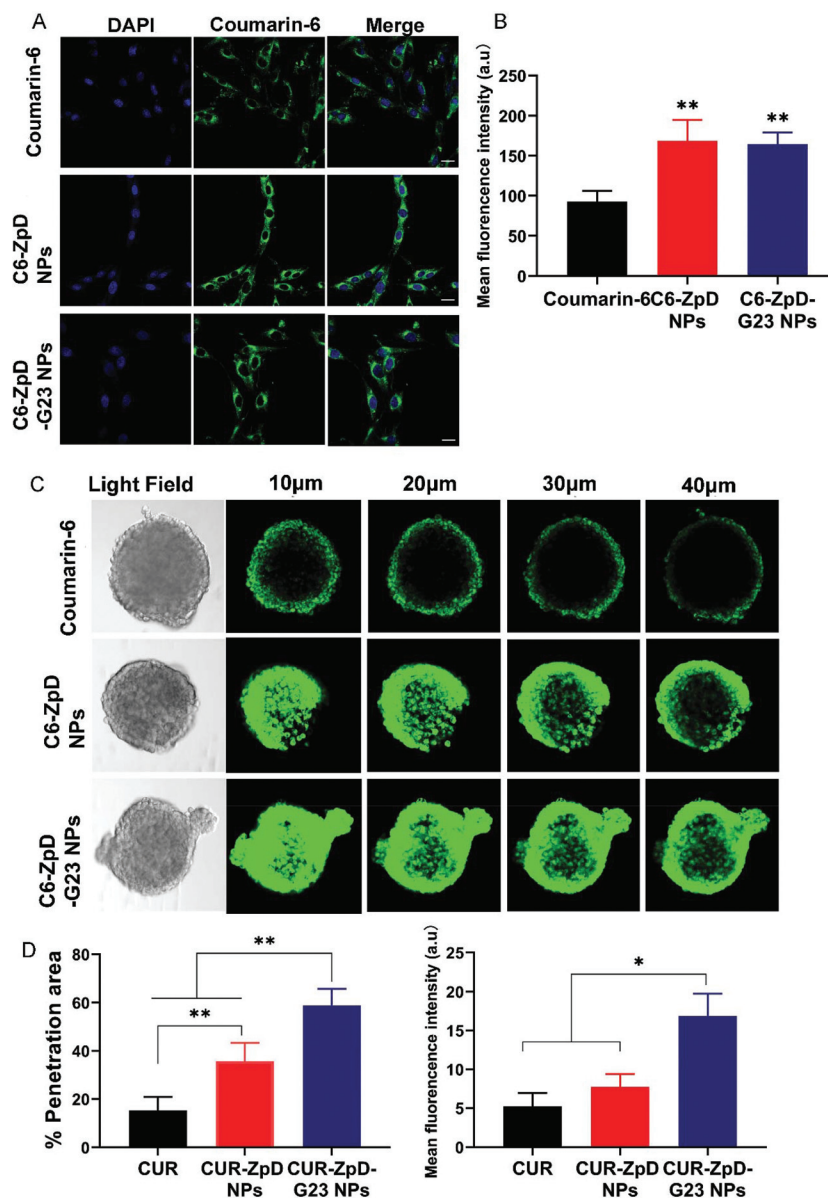 A
DAPI
Coumarin-6
Merge
Coumarin-6
C6-ZpD
NPs
C6-ZpD
-G23 NPs
B
Mean fluorencence intensity (a.u)
250
200
150
100
50
0
**
**
Coumarin-6
C6-ZpD
NPs
C6-ZpD-
G23 NPs
C
Light Field
10μm
20μm
30μm
40μm
Coumarin-6
C6-ZpD
NPs
C6-ZpD
-G23 NPs
D
% Penetration area
80
60
40
20
0
**
**
CUR
CUR-ZpD
NPs
CUR-ZpD-
G23 NPs
Mean fluorescence intensity (a.u)
25
20
15
10
5
0
*
CUR
CUR-ZpD
NPs
CUR-ZpD-
G23 NPs